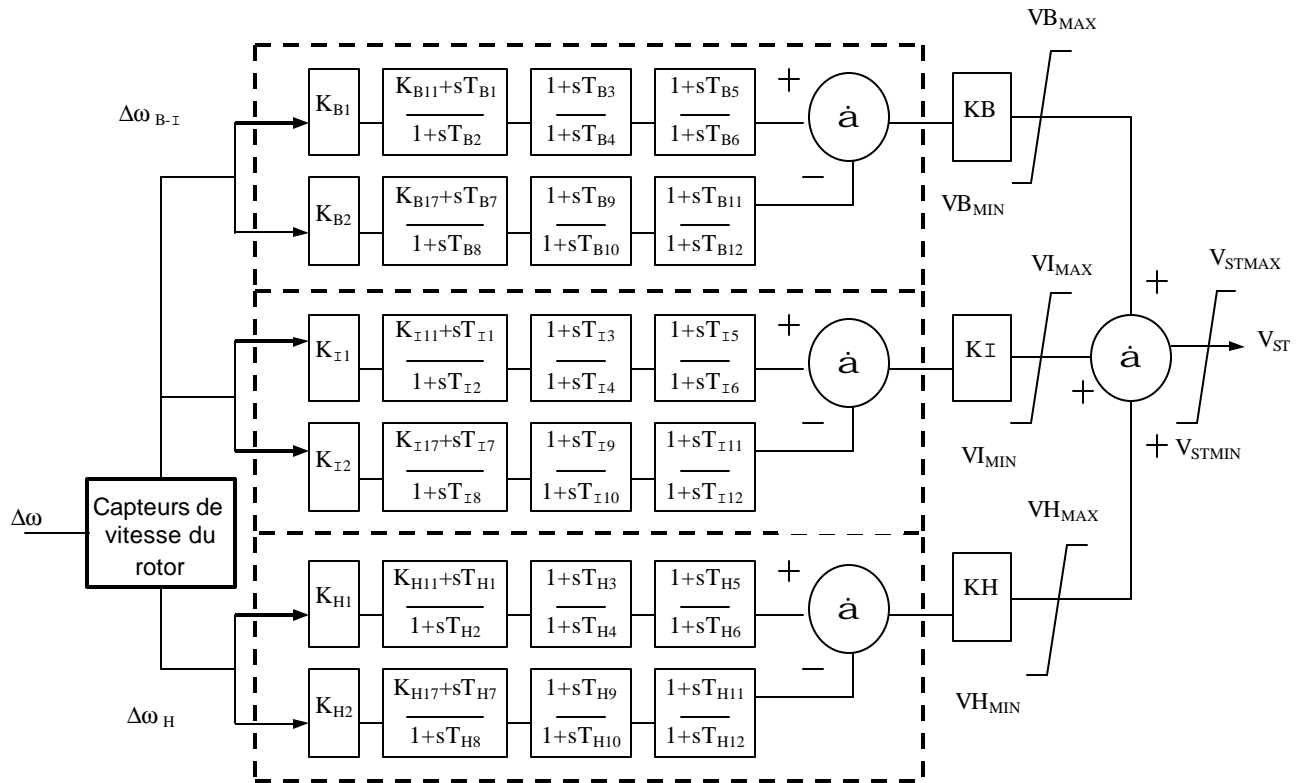 VB_MAX
K_B1
K_B11+sT_B1
1+sT_B2
1+sT_B3
1+sT_B4
1+sT_B5
1+sT_B6
+
ȧ
KB
Δω_B-I
−
VB_MIN
K_B2
K_B17+sT_B7
1+sT_B8
1+sT_B9
1+sT_B10
1+sT_B11
1+sT_B12
VI_MAX
V_STMAX
+
K_I1
K_I11+sT_I1
1+sT_I2
1+sT_I3
1+sT_I4
1+sT_I5
1+sT_I6
+
ȧ
KI
ȧ
V_ST
+
−
VI_MIN
+
V_STMIN
K_I2
K_I17+sT_I7
1+sT_I8
1+sT_I9
1+sT_I10
1+sT_I11
1+sT_I12
Δω
Capteurs de
vitesse du
rotor
VH_MAX
K_H1
K_H11+sT_H1
1+sT_H2
1+sT_H3
1+sT_H4
1+sT_H5
1+sT_H6
+
ȧ
KH
−
VH_MIN
Δω_H
K_H2
K_H17+sT_H7
1+sT_H8
1+sT_H9
1+sT_H10
1+sT_H11
1+sT_H12